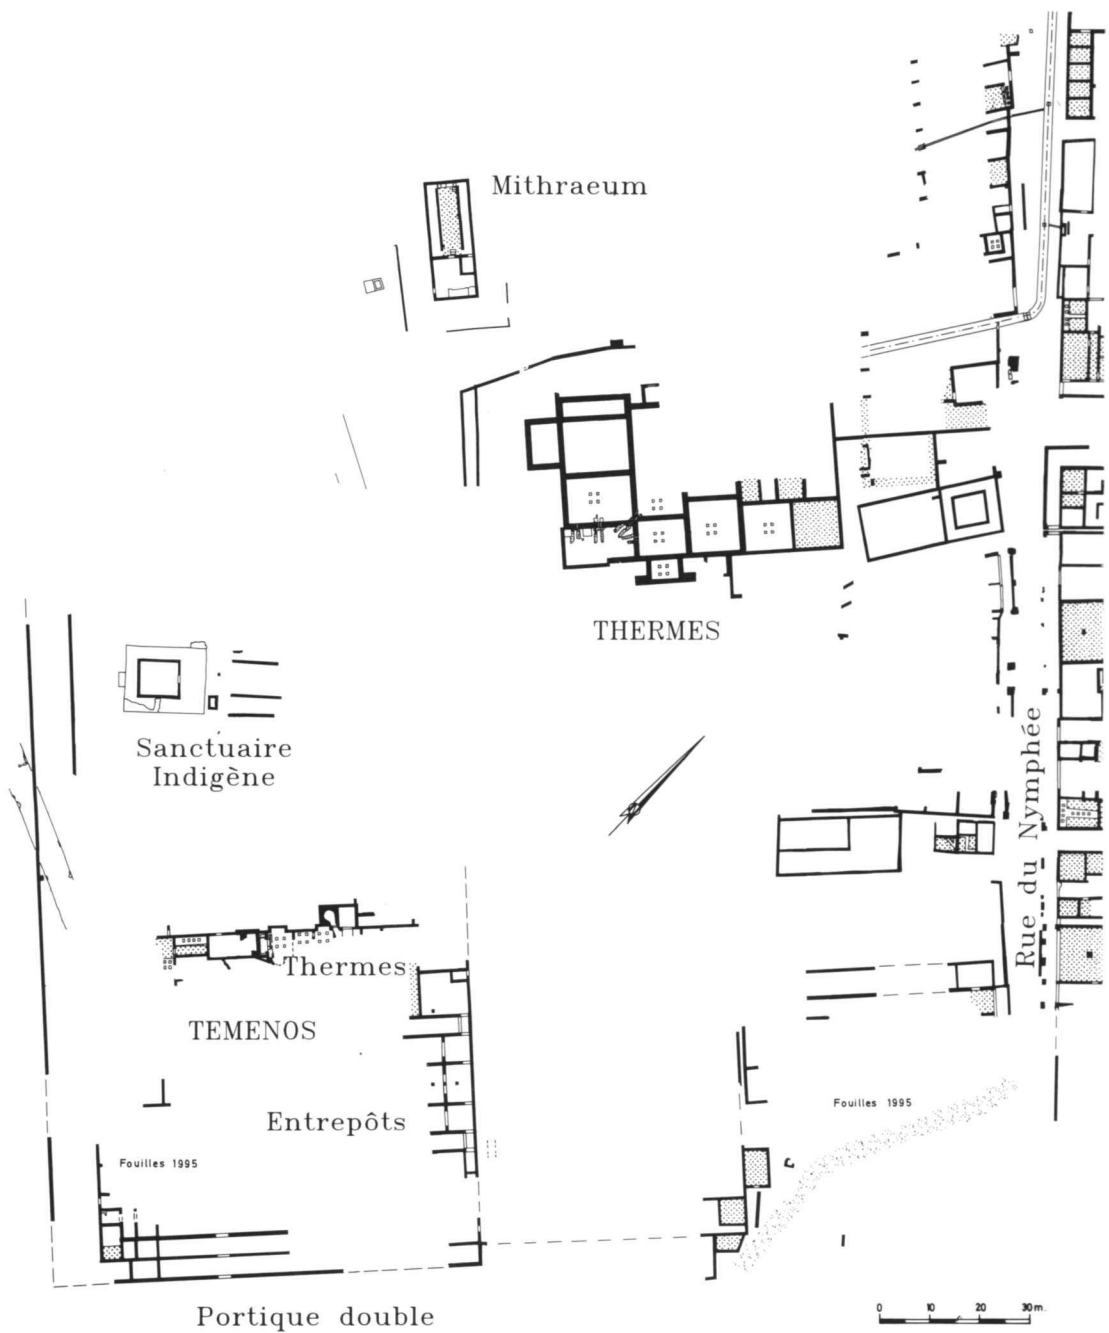 Mithraeum
THERMES
Sanctuaire
Indigène
Rue du Nymphée
Thermes
TEMENOS
Entrepôts
Fouilles 1995
Fouilles 1995
Portique double
0 10 20 30 m.